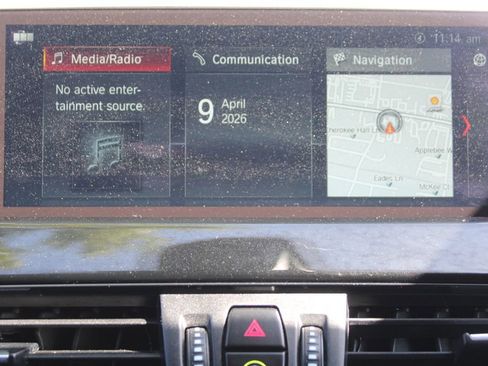 11:14 am
Media/Radio
Communication
Navigation
No active enter-
tainment source.
9
April
2026
Cherokee Hall Ln
Applebee W
Eades Ln
McKee Ct